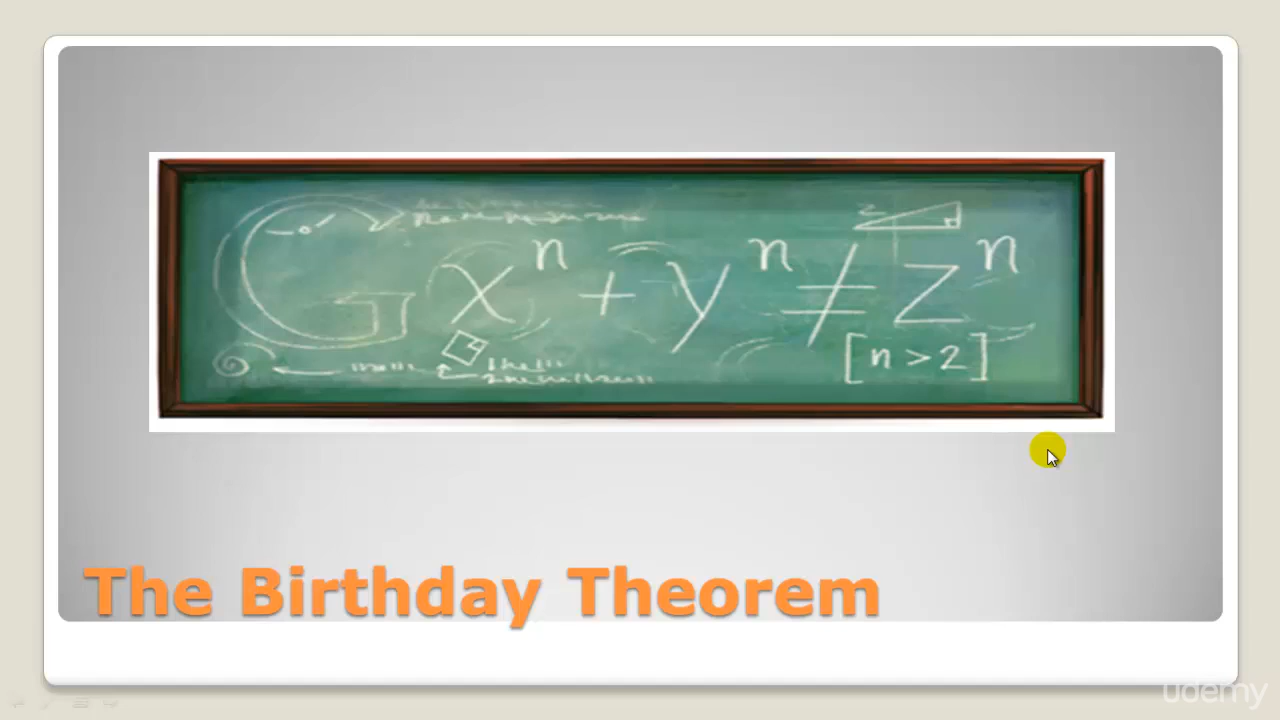 z
xⁿ + yⁿ ≠ zⁿ
[n > 2]
The Birthday Theorem
udemy